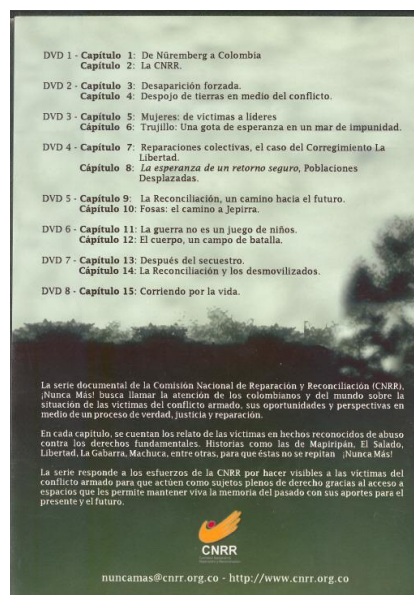 DVD 1 - Capítulo 1: De Nüremberg a Colombia
Capítulo 2: La CNRR.
DVD 2 - Capítulo 3: Desaparición forzada.
Capítulo 4: Despojo de tierras en medio del conflicto.
DVD 3 - Capítulo 5: Mujeres: de víctimas a líderes
Capítulo 6: Trujillo: Una gota de esperanza en un mar de impunidad.
DVD 4 - Capítulo 7: Reparaciones colectivas, el caso del Corregimiento La
Libertad.
Cápitulo 8: La esperanza de un retorno seguro, Poblaciones
Desplazadas.
DVD 5 - Capítulo 9: La Reconciliación, un camino hacia el futuro.
Capítulo 10: Fosas: el camino a Jepirra.
DVD 6 - Capítulo 11: La guerra no es un juego de niños.
Capítulo 12: El cuerpo, un campo de batalla.
DVD 7 - Capítulo 13: Después del secuestro.
Cápitulo 14: La Reconciliación y los desmovilizados.
DVD 8 - Capítulo 15: Corriendo por la vida.
La serie documental de la Comisión Nacional de Reparación y Reconciliación (CNRR),
¡Nunca Más! busca llamar la atención de los colombianos y del mundo sobre la
situación de las víctimas del conflicto armado, sus oportunidades y perspectivas en
medio de un proceso de verdad, justicia y reparación.
En cada capítulo, se cuentan los relato de las víctimas en hechos reconocidos de abuso
contra los derechos fundamentales. Historias como las de Mapiripán, El Salado,
Libertad, La Gabarra, Machuca, entre otras, para que éstas no se repitan ¡Nunca Más!
La serie responde a los esfuerzos de la CNRR por hacer visibles a las víctimas del
conflicto armado para que actúen como sujetos plenos de derecho gracias al acceso a
espacios que les permite mantener viva la memoria del pasado con sus aportes para el
presente y el futuro.
CNRR
nuncamas@cnrr.org.co - http://www.cnrr.org.co